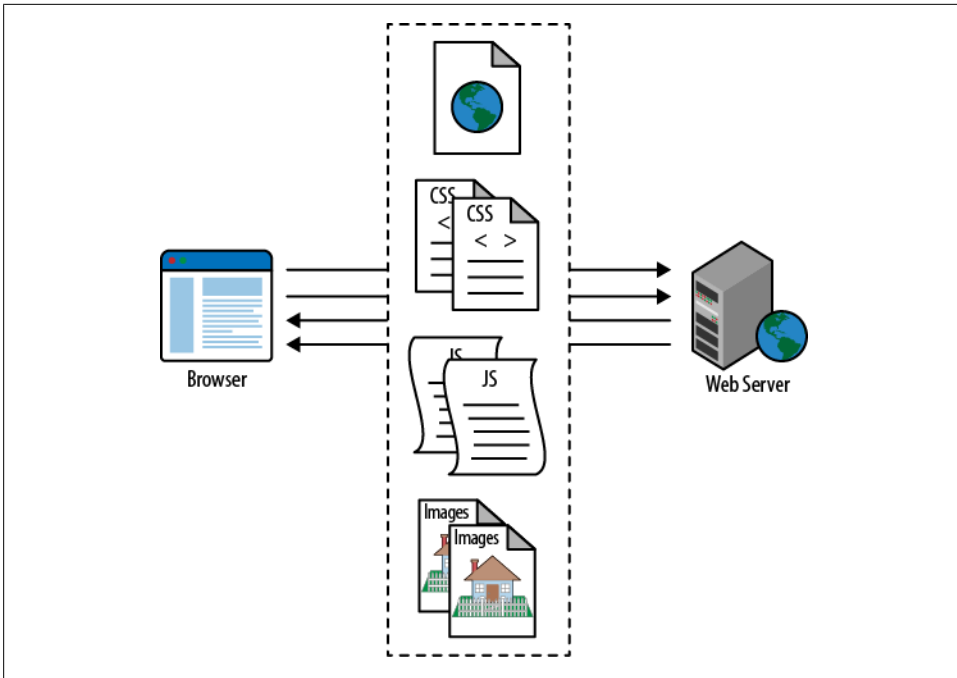 CSS
<
CSS
< >
Browser
Web Server
JS
JS
Images
Images